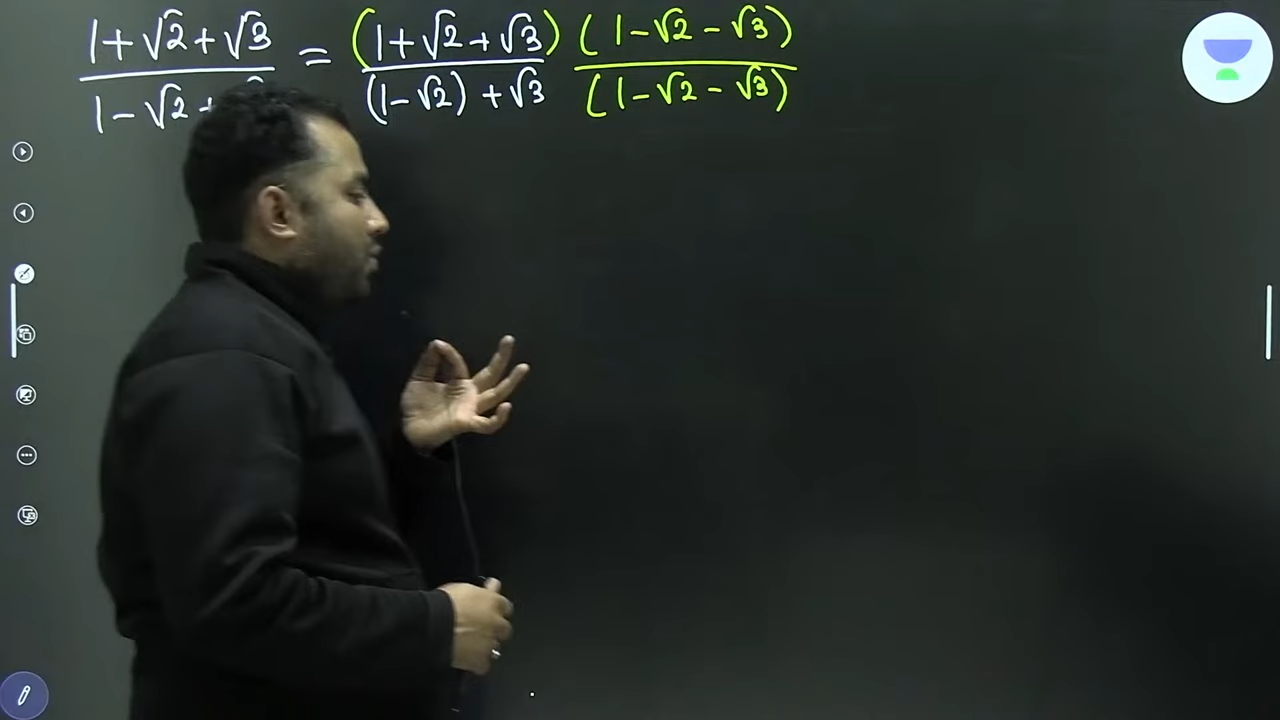 1+√2+√3 = (1+√2+√3) (1-√2-√3)
1-√2+ (1-√2)+√3 (1-√2-√3)